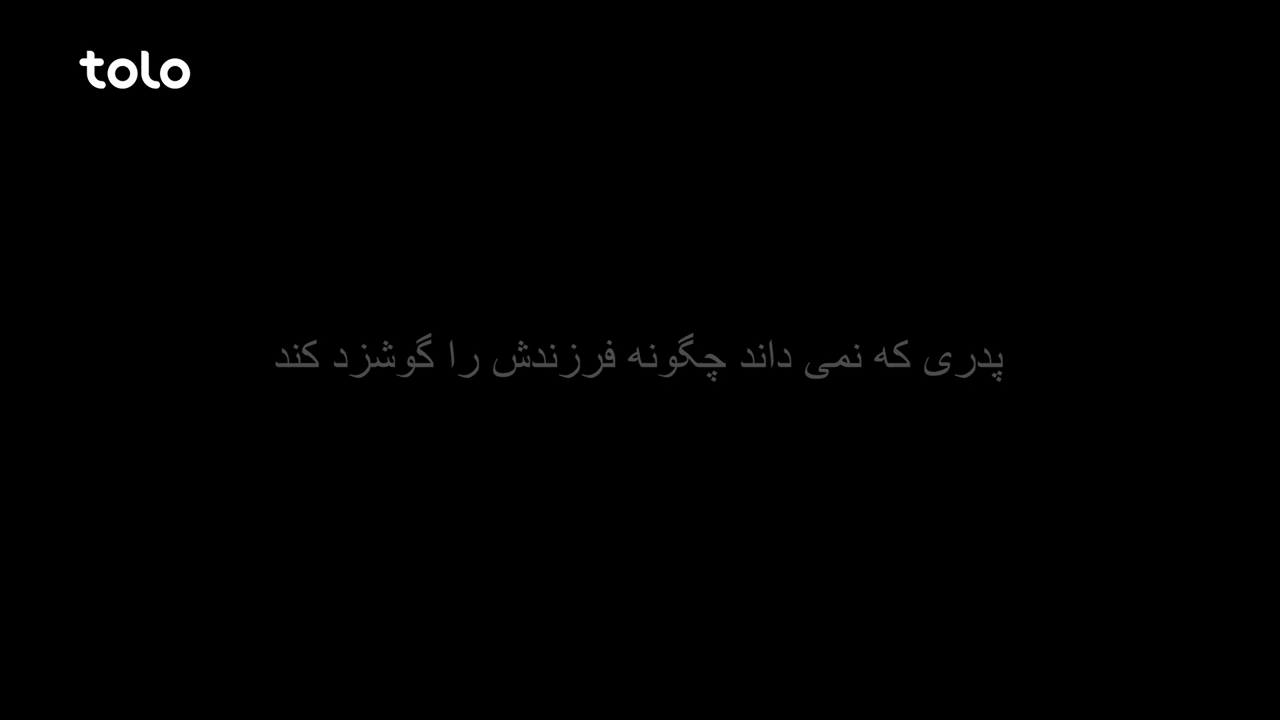 tolo
پدری که نمی داند چگونه فرزندش را گوشزد کند